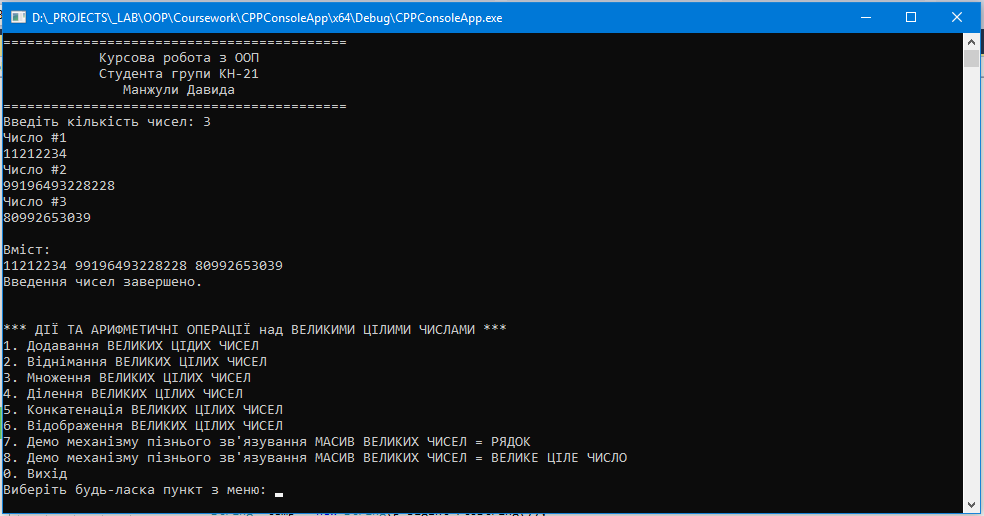 D:\_PROJECTS\_LAB\OOP\Coursework\CPPConsoleApp\x64\Debug\CPPConsoleApp.exe
===========================================
Курсова робота з ООП
Студента групи КН-21
Манжули Давида
===========================================
Введіть кількість чисел: 3
Число #1
11212234
Число #2
99196493228228
Число #3
80992653039
Вміст:
11212234 99196493228228 80992653039
Введення чисел завершено.
*** ДІЇ ТА АРИФМЕТИЧНІ ОПЕРАЦІЇ над ВЕЛИКИМИ ЦІЛИМИ ЧИСЛАМИ ***
1. Додавання ВЕЛИКИХ ЦІДИХ ЧИСЕЛ
2. Віднімання ВЕЛИКИХ ЦІЛИХ ЧИСЕЛ
3. Множення ВЕЛИКИХ ЦІЛИХ ЧИСЕЛ
4. Ділення ВЕЛИКИХ ЦІЛИХ ЧИСЕЛ
5. Конкатенація ВЕЛИКИХ ЦІЛИХ ЧИСЕЛ
6. Відображення ВЕЛИКИХ ЦІЛИХ ЧИСЕЛ
7. Демо механізму пізнього зв'язування МАСИВ ВЕЛИКИХ ЧИСЕЛ = РЯДОК
8. Демо механізму пізнього зв'язування МАСИВ ВЕЛИКИХ ЧИСЕЛ = ВЕЛИКЕ ЦІЛЕ ЧИСЛО
0. Вихід
Виберіть будь-ласка пункт з меню: